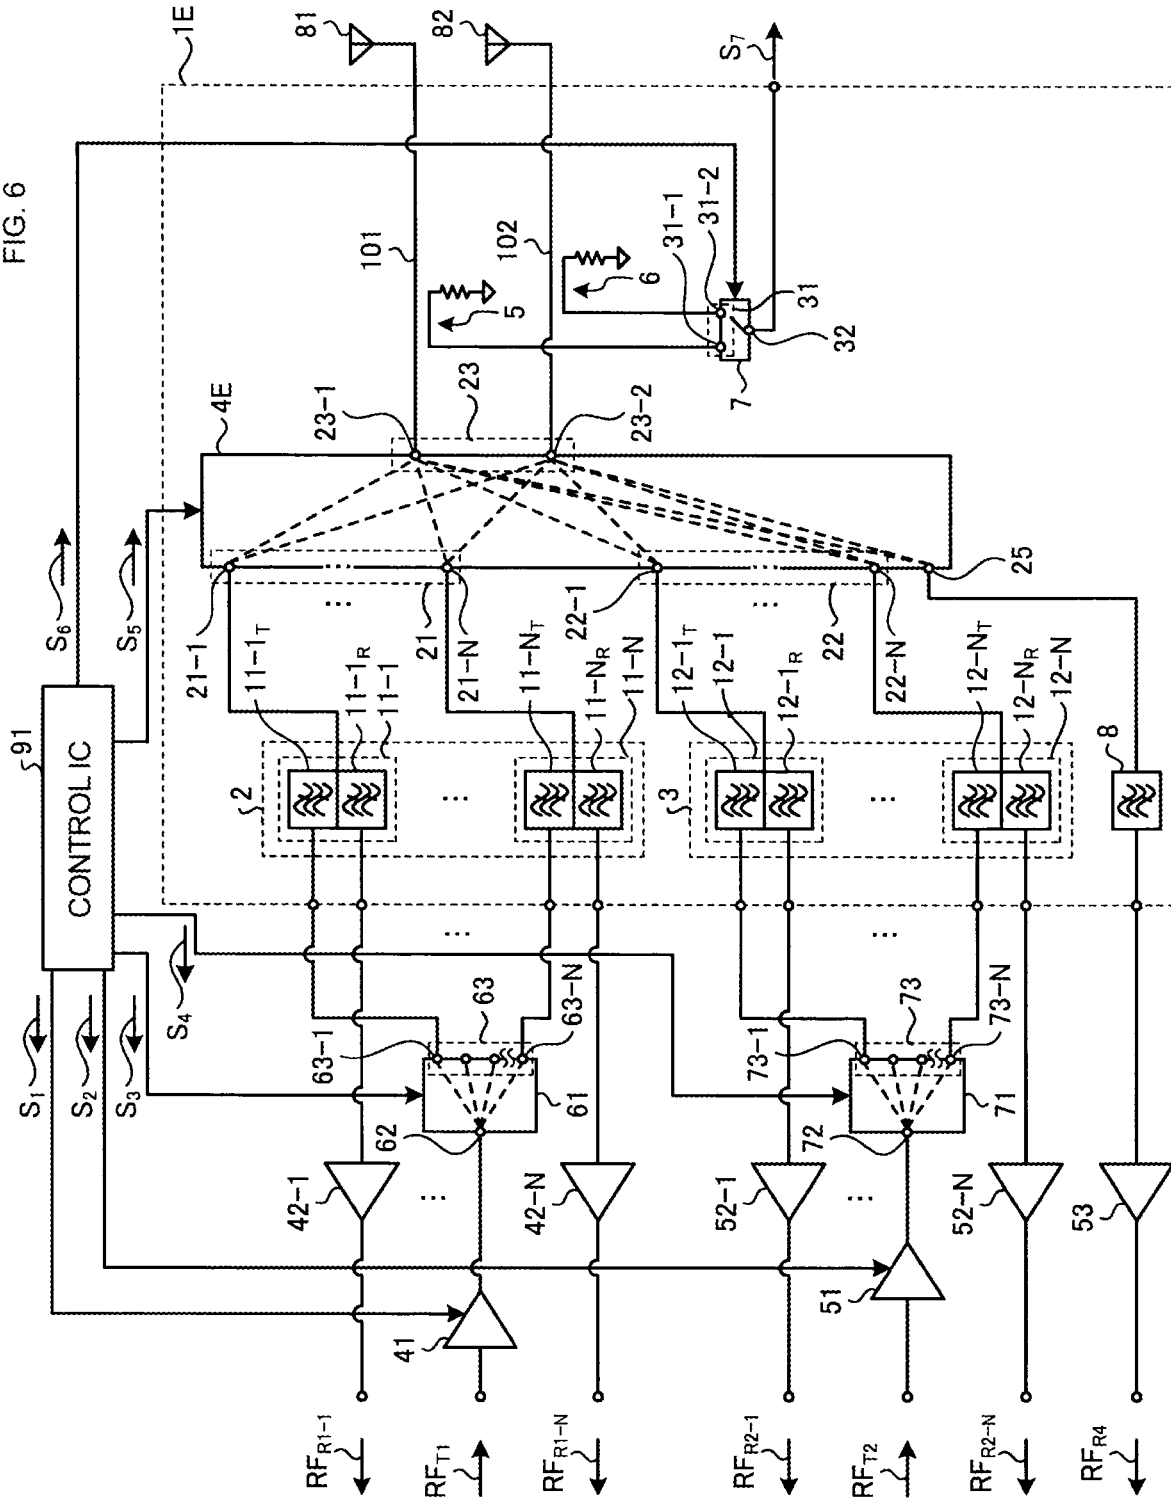 FIG. 6
1E
81
82
S7
101
102
5
6
31-1
31-2
31
32
7
4E
23-1
23
23-2
S6
S5
21-1
21
21-N
22-1
22
22-N
25
91
CONTROLIC
11-1T
11-1R
11-1
11-NT
11-NR
11-N
12-1T
12-1
12-1R
12-NT
12-NR
12-N
2
3
8
...
...
...
...
...
...
...
...
...
...
S1
S2
S3
S4
63-1
63
63-N
61
62
73-1
73
73-N
71
72
42-1
42-N
52-1
52-N
53
41
51
RFR1-1
RFT1
RFR1-N
RFR2-1
RFT2
RFR2-N
RFR4